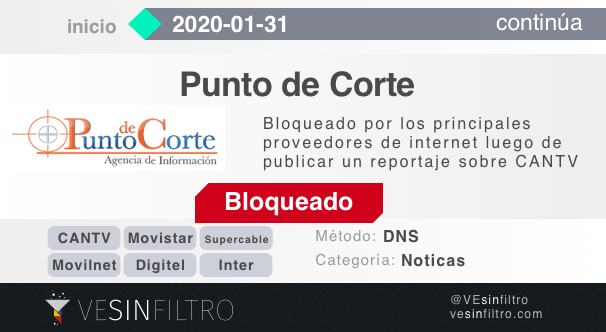 inicio 2020-01-31 continúa
Punto de Corte
de
Punto Corte
Agencia de Información
Bloqueado por los principales
proveedores de internet luego de
publicar un reportaje sobre CANTV
Bloqueado
CANTV Movistar Supercable
Movilnet Digitel Inter
Método: DNS
Categoría: Noticas
VESINFILTRO
@VEsinfiltro
vesinfiltro.com